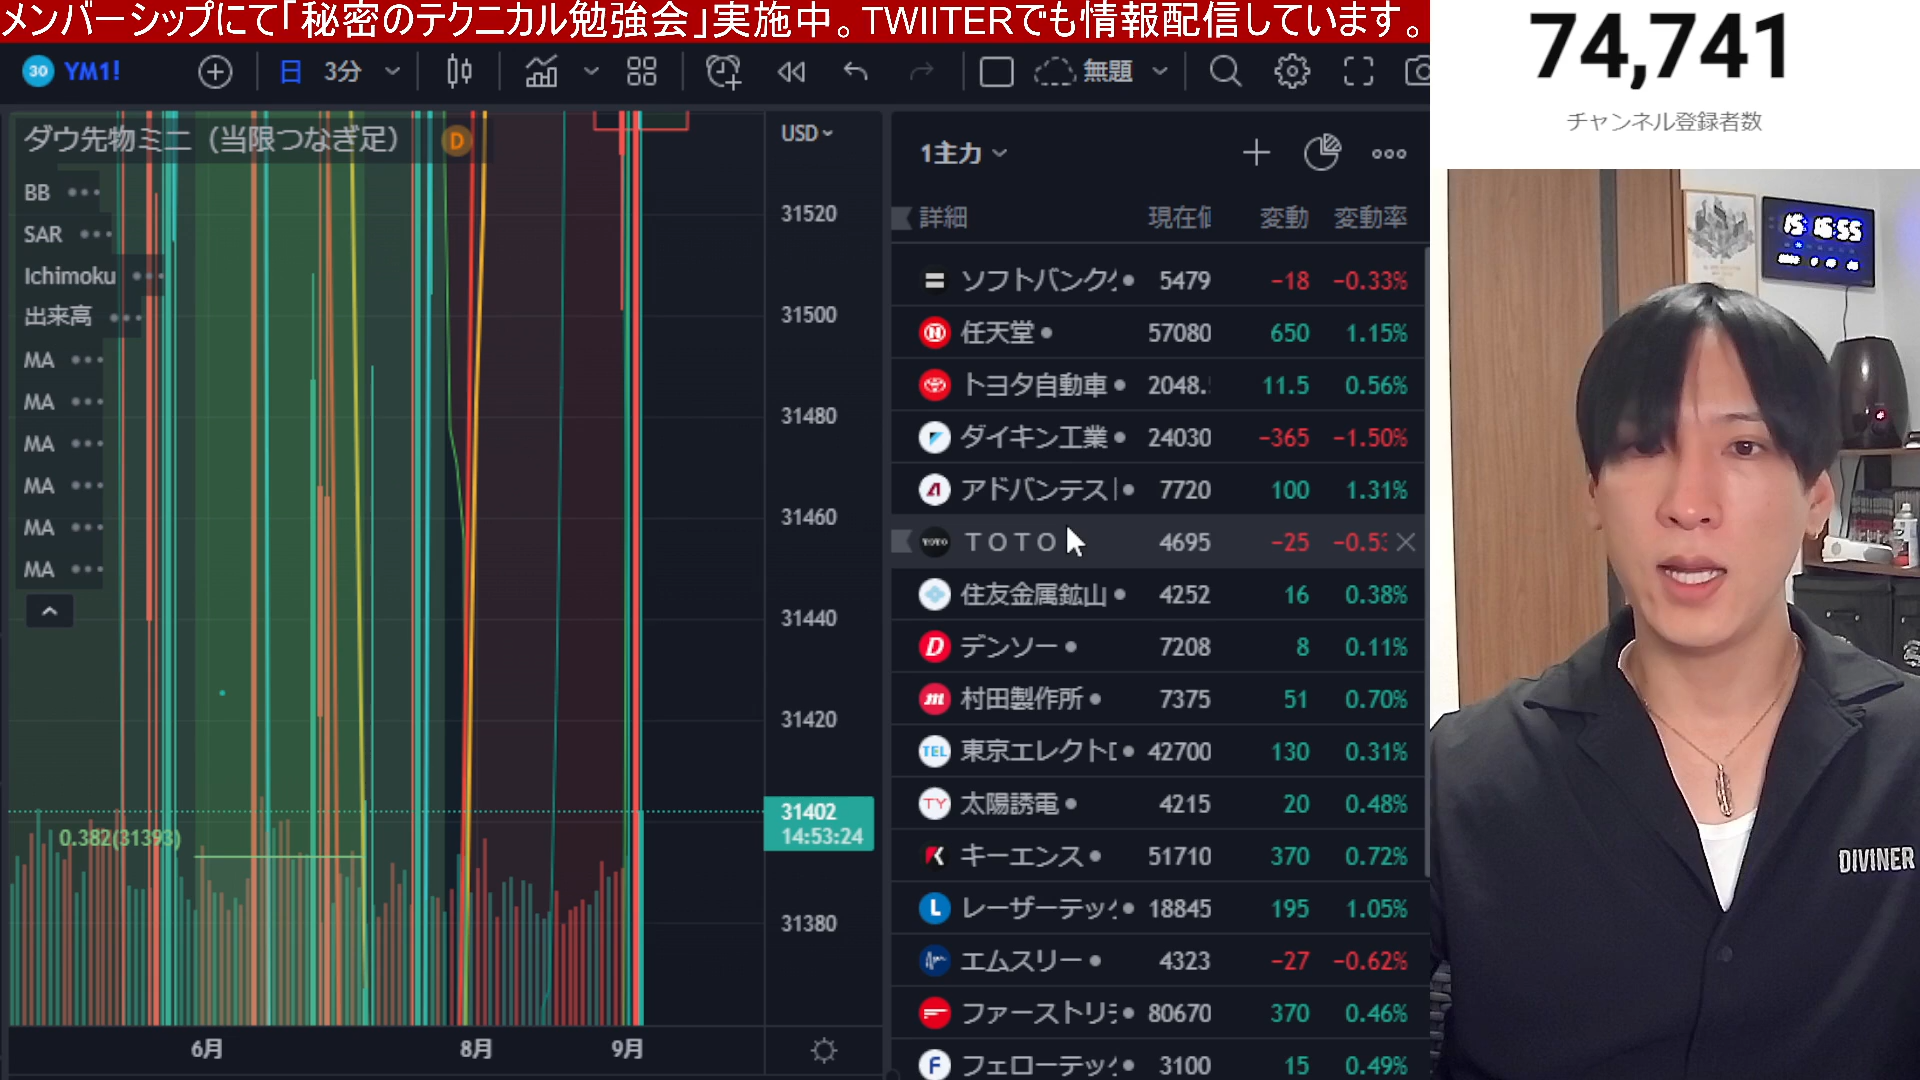 メンバーシップにて「秘密のテクニカル勉強会」実施中。TWIITERでも情報配信しています。
74,741
チャンネル登録者数
30 YM1!
日 3分
無題
ダウ先物ミニ（当限つなぎ足） D
USD
BB
SAR
Ichimoku
出来高
MA
MA
MA
MA
MA
MA
31520
31500
31480
31460
31440
31420
31402
14:53:24
31380
0.382(31393)
6月 8月 9月
1主力
詳細 現在値 変動 変動率
ソフトバンクグ 5479 −18 −0.33%
任天堂 57080 650 1.15%
トヨタ自動車 2048. 11.5 0.56%
ダイキン工業 24030 −365 −1.50%
アドバンテスト 7720 100 1.31%
TOTO ＴＯＴＯ 4695 −25 −0.53
住友金属鉱山 4252 16 0.38%
デンソー 7208 8 0.11%
村田製作所 7375 51 0.70%
TEL 東京エレクトロ 42700 130 0.31%
TY 太陽誘電 4215 20 0.48%
キーエンス 51710 370 0.72%
L レーザーテック 18845 195 1.05%
エムスリー 4323 −27 −0.62%
ファーストリテ 80670 370 0.46%
F フェローテック 3100 15 0.49%
15 16:55
DIVINER